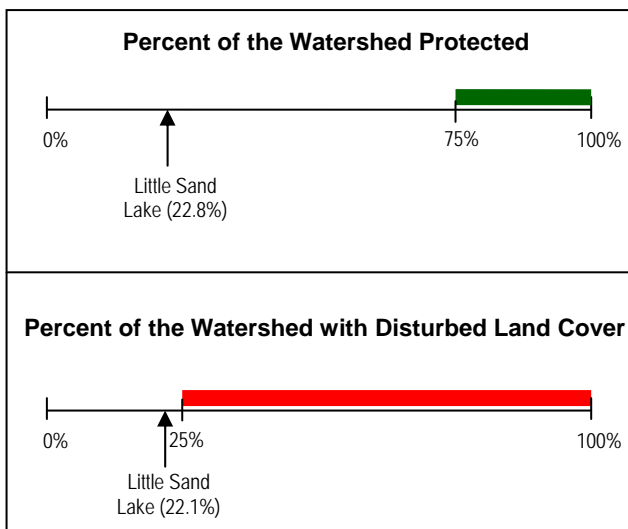 Percent of the Watershed Protected
0%
75%
100%
Little Sand
Lake (22.8%)
Percent of the Watershed with Disturbed Land Cover
0%
25%
100%
Little Sand
Lake (22.1%)